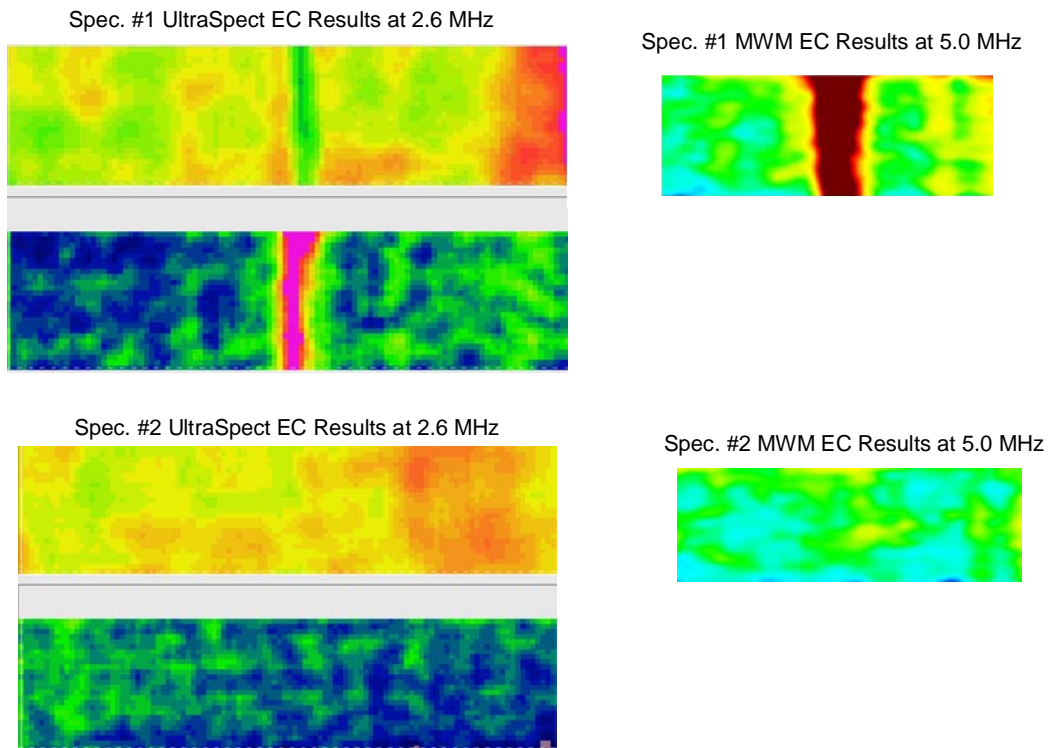 Spec. #1 UltraSpect EC Results at 2.6 MHz
Spec. #1 MWM EC Results at 5.0 MHz
Spec. #2 UltraSpect EC Results at 2.6 MHz
Spec. #2 MWM EC Results at 5.0 MHz